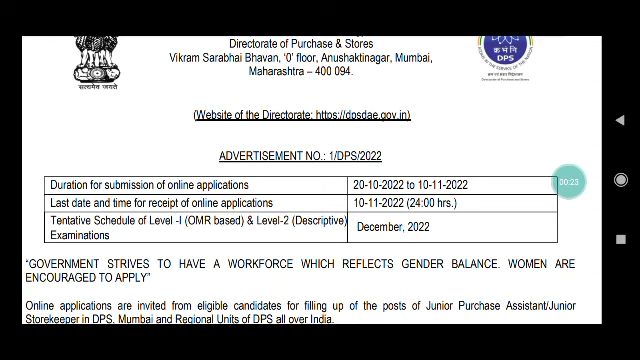 Directorate of Purchase & Stores
Vikram Sarabhai Bhavan, '0' floor, Anushaktinagar, Mumbai,
Maharashtra – 400 094.
सत्यमेव जयते
क्रभनि
DPS
(Website of the Directorate: https://dpsdae.gov.in)
ADVERTISEMENT NO.: 1/DPS/2022
Duration for submission of online applications 20-10-2022 to 10-11-2022
Last date and time for receipt of online applications 10-11-2022 (24:00 hrs.)
Tentative Schedule of Level -I (OMR based) & Level-2 (Descriptive)
Examinations December, 2022
00:23
"GOVERNMENT STRIVES TO HAVE A WORKFORCE WHICH REFLECTS GENDER BALANCE. WOMEN ARE
ENCOURAGED TO APPLY"
Online applications are invited from eligible candidates for filling up of the posts of Junior Purchase Assistant/Junior
Storekeeper in DPS, Mumbai and Regional Units of DPS all over India.